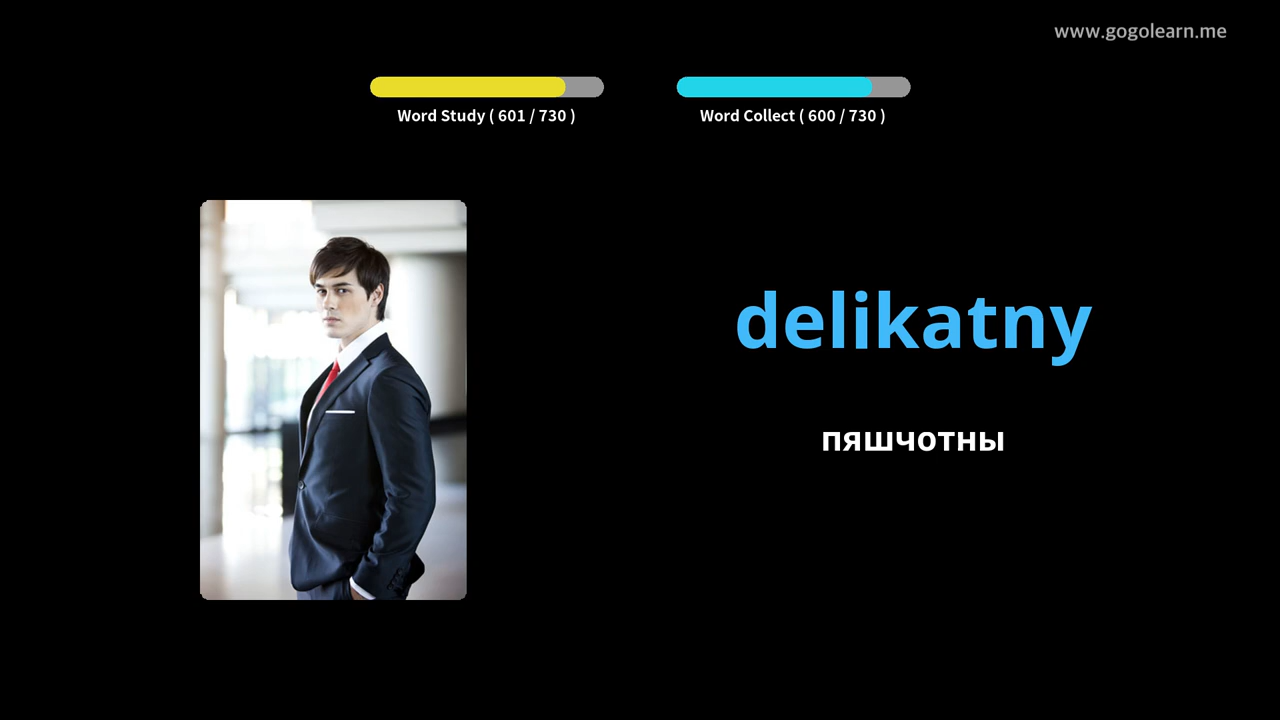 www.gogolearn.me
Word Study ( 601 / 730 )
Word Collect ( 600 / 730 )
delikatny
пяшчотны